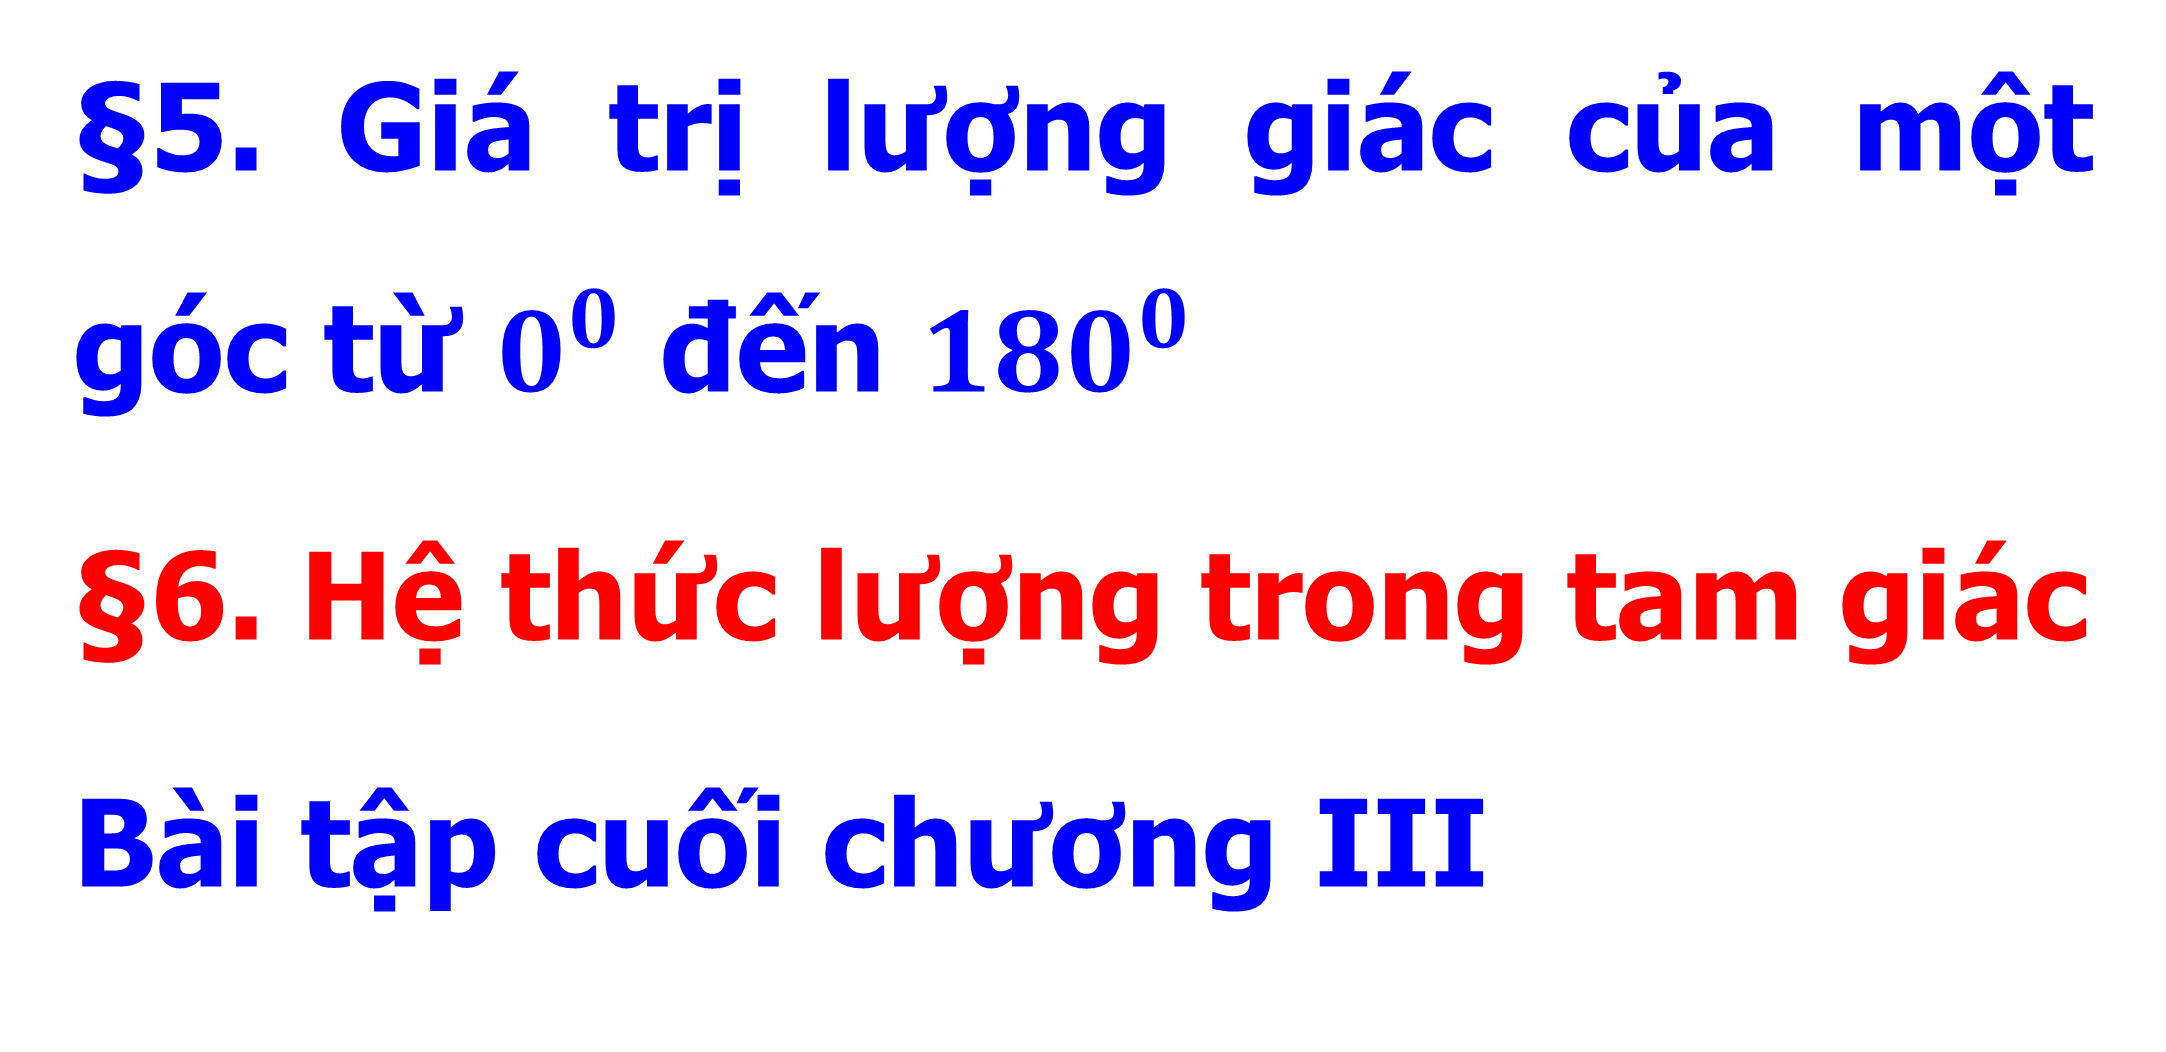 §5. Giá trị lượng giác của một
góc từ 0⁰ đến 180⁰
§6. Hệ thức lượng trong tam giác
Bài tập cuối chương III